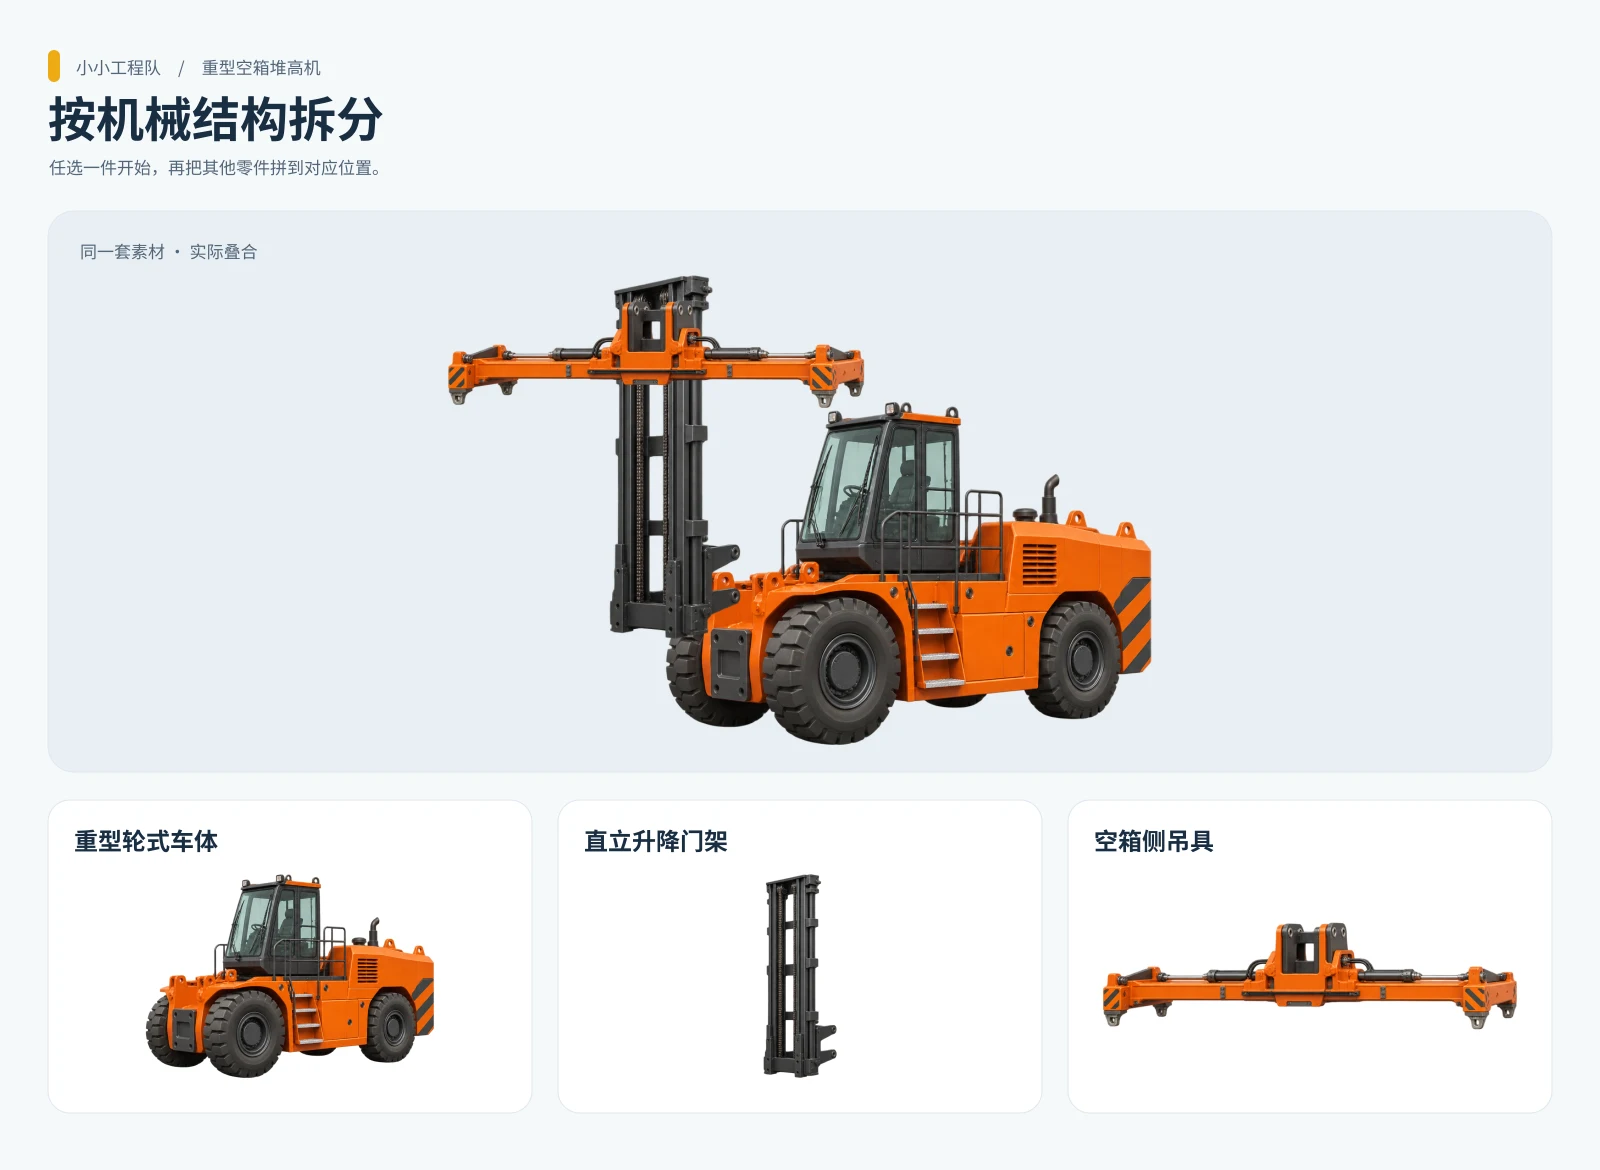 小小工程队 / 重型空箱堆高机
按机械结构拆分
任选一件开始，再把其他零件拼到对应位置。
同一套素材 · 实际叠合
重型轮式车体
直立升降门架
空箱侧吊具